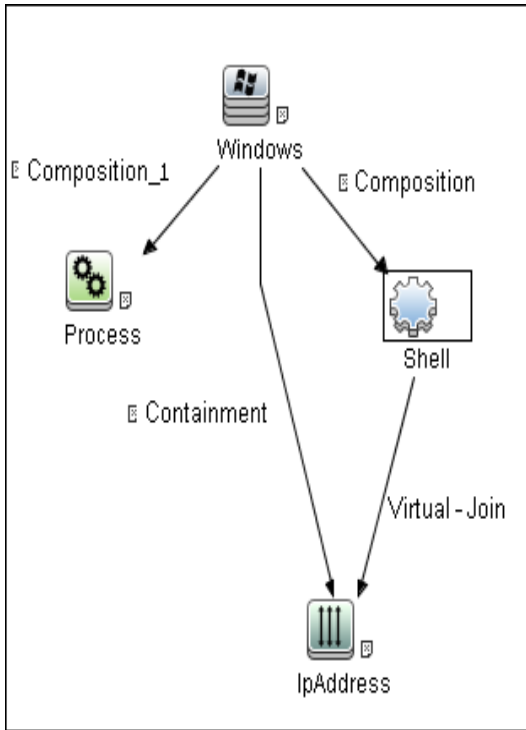 Windows
Composition_1
Composition
Process
Shell
Containment
Virtual - Join
IpAddress